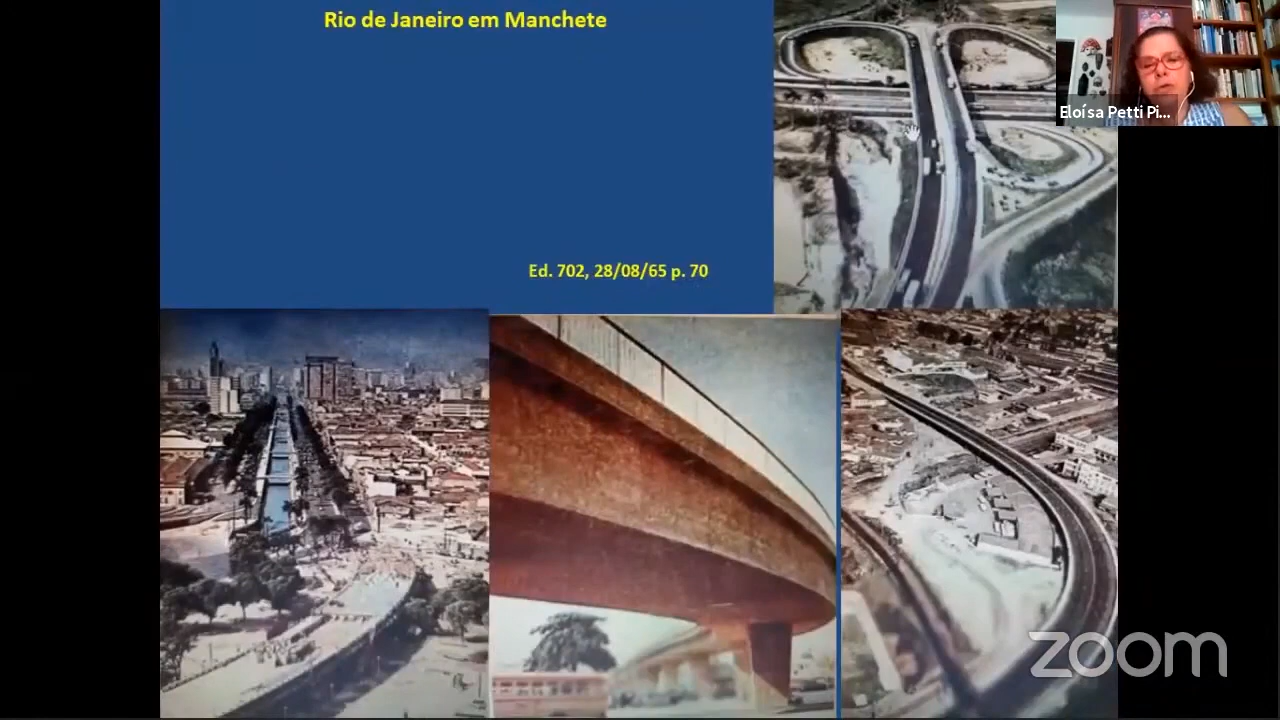 Rio de Janeiro em Manchete
Eloísa Petti Pi...
Ed. 702, 28/08/65 p. 70
zoom